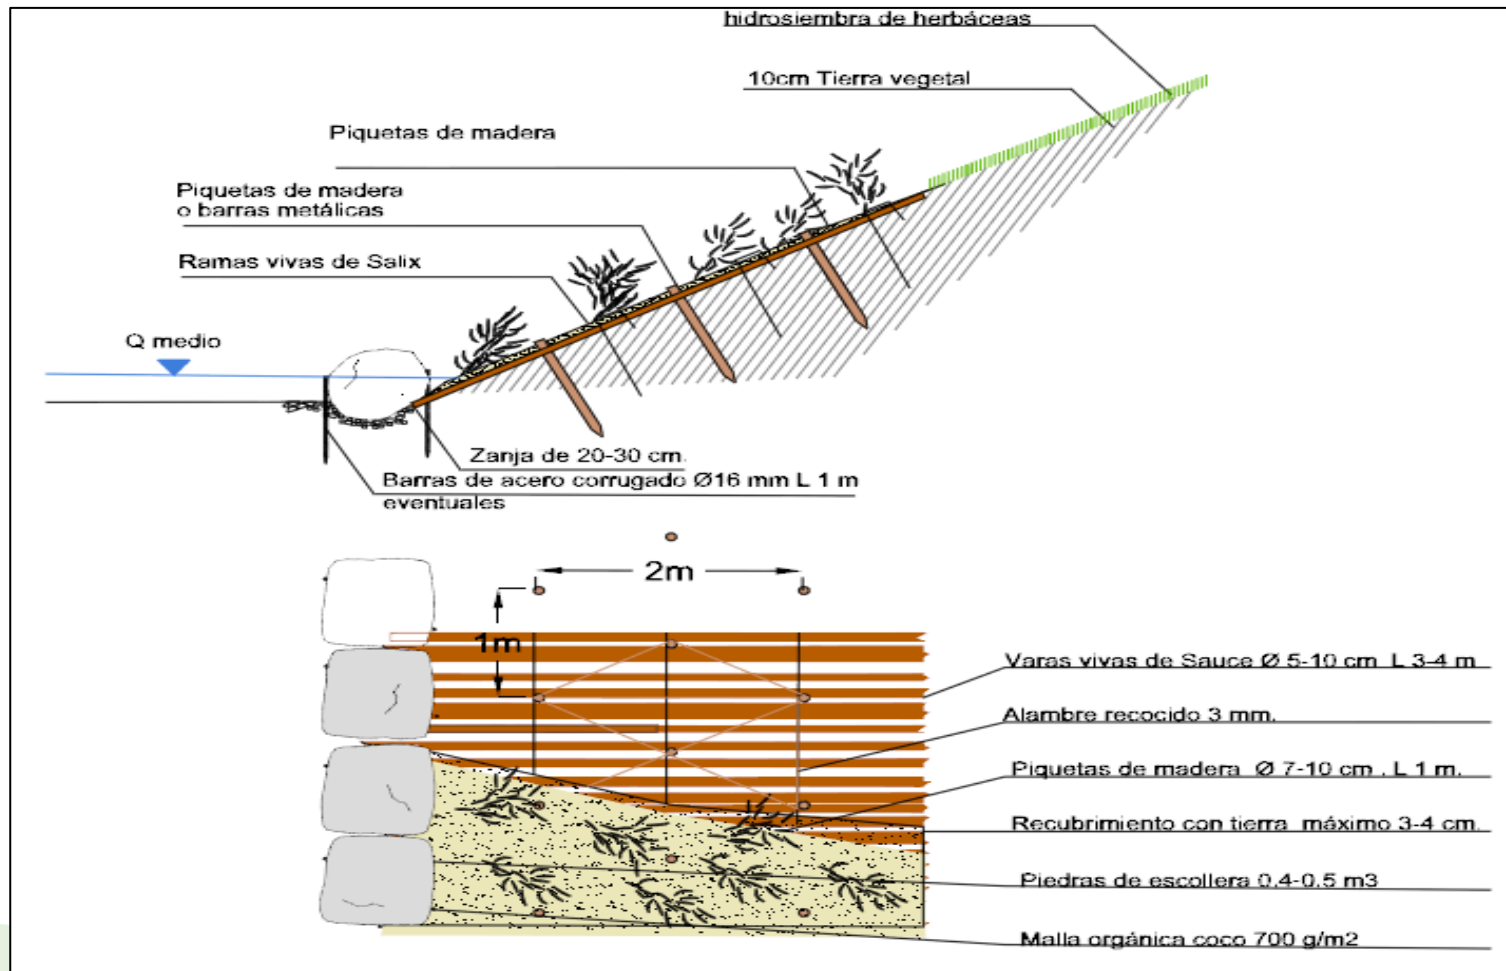 hidrosiembra de herbáceas
10cm Tierra vegetal
Piquetas de madera
Piquetas de madera
o barras metálicas
Ramas vivas de Salix
Q medio
Zanja de 20-30 cm.
Barras de acero corrugado Ø16 mm L 1 m
eventuales
2m
1m
Varas vivas de Sauce Ø 5-10 cm L 3-4 m
Alambre recocido 3 mm.
Piquetas de madera Ø 7-10 cm . L 1 m.
Recubrimiento con tierra máximo 3-4 cm.
Piedras de escollera 0.4-0.5 m3
Malla orgánica coco 700 g/m2